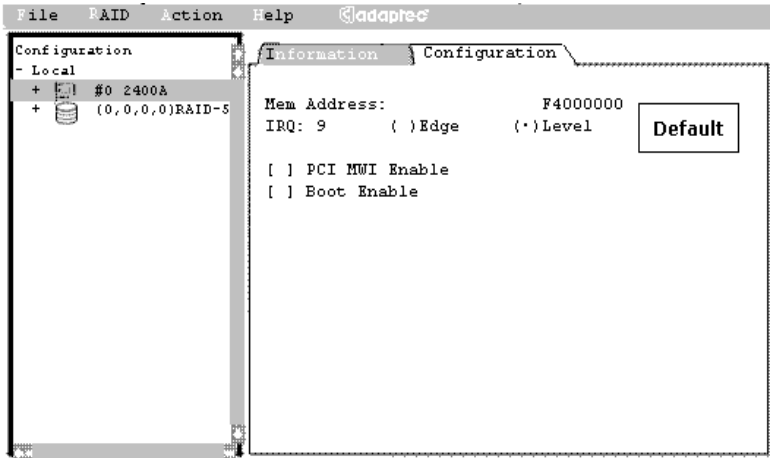 File RAID Action Help adaptec
Configuration
- Local
+ #0 2400A
+ (0,0,0,0)RAID-5
Information Configuration
Mem Address: F4000000
IRQ: 9 ( )Edge (·)Level
Default
[ ] PCI MWI Enable
[ ] Boot Enable